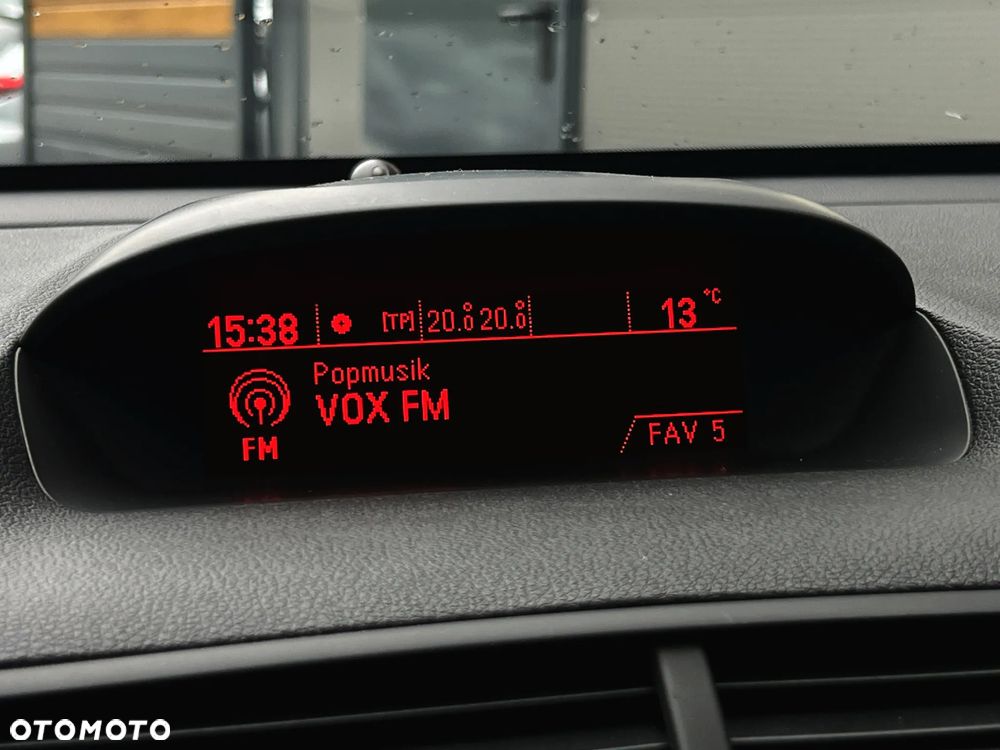 15:38 [TP] 20.0 20.0 13 °C
Popmusik
VOX FM
FM
FAV 5
OTOMOTO